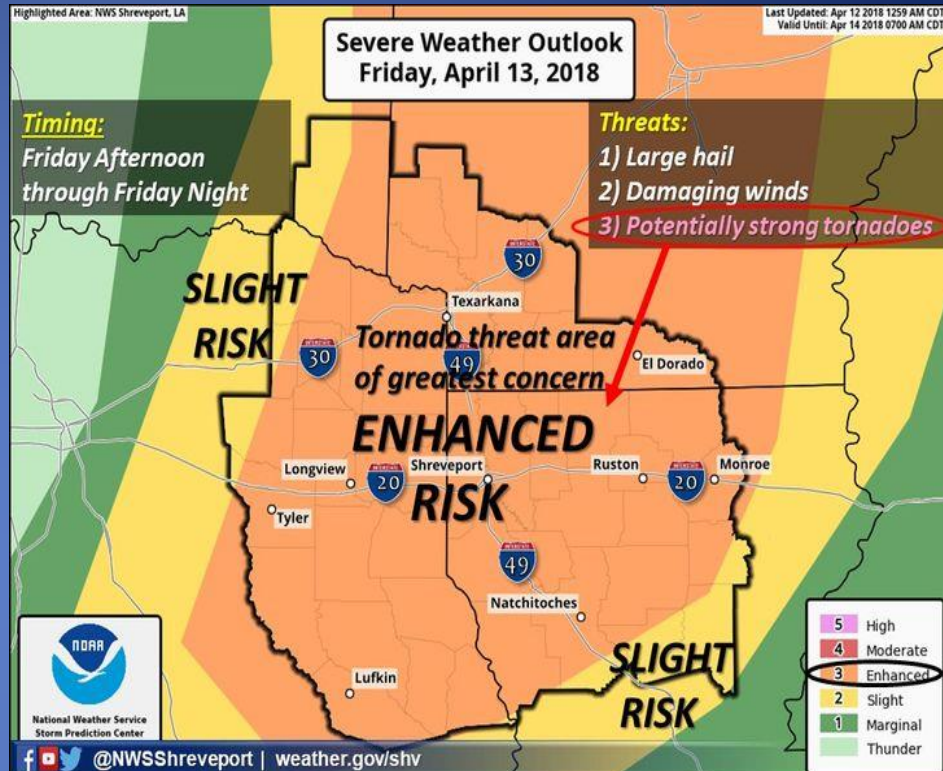 Highlighted Area: NWS Shreveport, LA
Last Updated: Apr 12 2018 1259 AM CDT
Valid Until: Apr 14 2018 0700 AM CDT
Severe Weather Outlook
Friday, April 13, 2018
Timing:
Friday Afternoon
through Friday Night
Threats:
1) Large hail
2) Damaging winds
3) Potentially strong tornadoes
30
SLIGHT
RISK
Texarkana
30
49
Tornado threat area
of greatest concern
El Dorado
ENHANCED
RISK
Longview
20
Shreveport
Ruston
20
Monroe
Tyler
49
Natchitoches
SLIGHT
RISK
Lufkin
NOAA
National Weather Service
Storm Prediction Center
5 High
4 Moderate
3 Enhanced
2 Slight
1 Marginal
Thunder
@NWSShreveport | weather.gov/shv